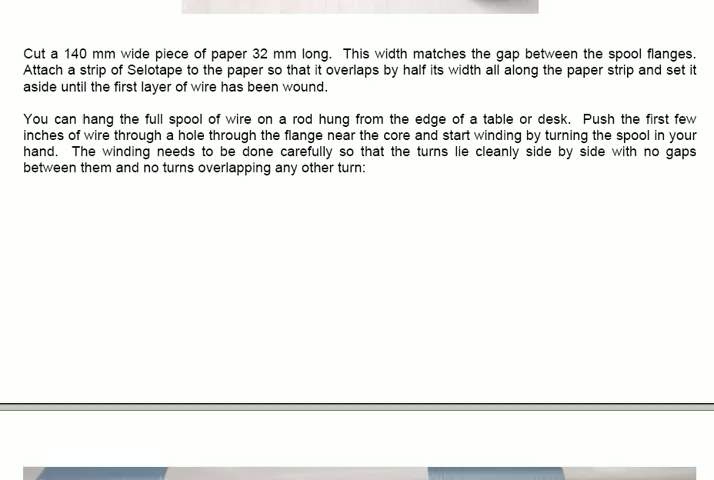 Cut a 140 mm wide piece of paper 32 mm long. This width matches the gap between the spool flanges.
Attach a strip of Selotape to the paper so that it overlaps by half its width all along the paper strip and set it
aside until the first layer of wire has been wound.
You can hang the full spool of wire on a rod hung from the edge of a table or desk. Push the first few
inches of wire through a hole through the flange near the core and start winding by turning the spool in your
hand. The winding needs to be done carefully so that the turns lie cleanly side by side with no gaps
between them and no turns overlapping any other turn: